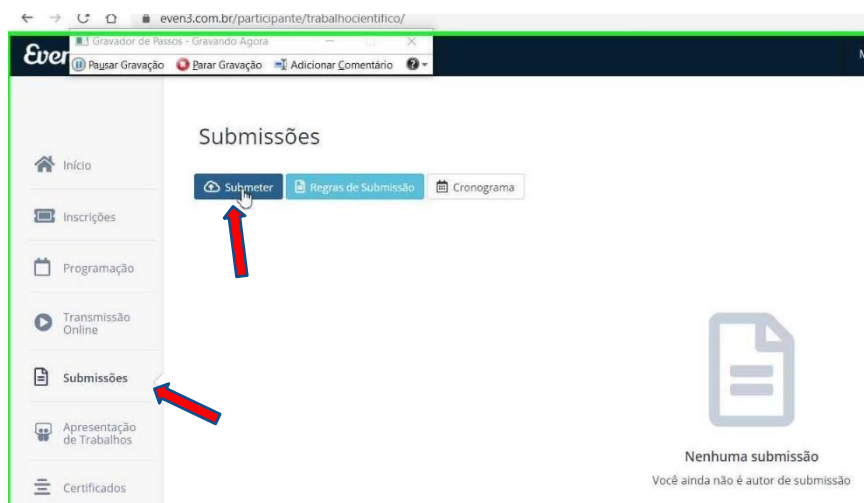 even3.com.br/participante/trabalhocientifico/
Gravador de Passos - Gravando Agora
Even
Pausar Gravação Parar Gravação Adicionar Comentário
M
Submissões
Início
Submeter Regras de Submissão Cronograma
Inscrições
Programação
Transmissão
Online
Submissões
Apresentação
de Trabalhos
Nenhuma submissão
Certificados
Você ainda não é autor de submissão